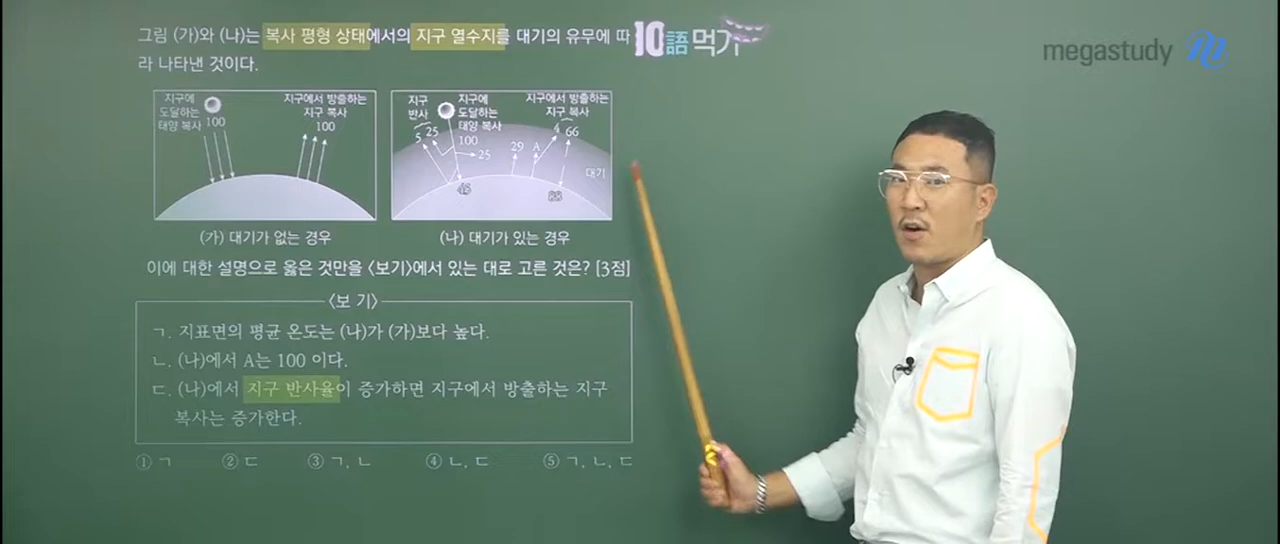 그림 (가)와 (나)는 복사 평형 상태에서의 지구 열수지를 대기의 유무에 따
라 나타낸 것이다.
10語먹기
megastudy
지구에
도달하는
태양 복사
100
지구에서 방출하는
지구 복사
100
지구
반사
5 25
지구에
도달하는
태양 복사
100
25
45
29
A
지구에서 방출하는
지구 복사
4 66
대기
88
(가) 대기가 없는 경우
(나) 대기가 있는 경우
이에 대한 설명으로 옳은 것만을 <보기>에서 있는 대로 고른 것은? [3점]
<보 기>
ㄱ. 지표면의 평균 온도는 (나)가 (가)보다 높다.
ㄴ. (나)에서 A는 100 이다.
ㄷ. (나)에서 지구 반사율이 증가하면 지구에서 방출하는 지구
복사는 증가한다.
① ㄱ ② ㄷ ③ ㄱ, ㄴ ④ ㄴ, ㄷ ⑤ ㄱ, ㄴ, ㄷ